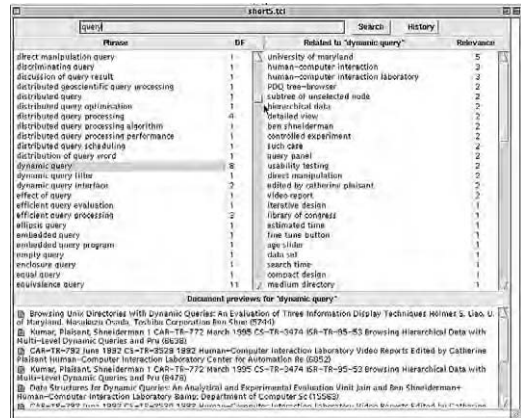 short5.tcl
query Search History
Phrase DF Related to "dynamic query" Relevance
direct manipulation query 1 university of maryland 5
discriminating query 1 human-computer interaction 3
discussion of query result 1 human-computer interaction laboratory 3
distributed geoscientific query processing 1 PDQ tree-browser 2
distributed query 1 subtree of unselected node 2
distributed query optimisation 1 hierarchical data 2
distributed query processing 4 detailed view 2
distributed query processing algorithm 1 ben shneiderman 2
distributed query processing performance 1 controlled experiment 2
distributed query scheduling 1 such care 2
distribution of query word 1 query panel 2
dynamic query 8 usability testing 2
dynamic query filter 1 direct manipulation 2
dynamic query interface 2 edited by catherine plaisant 2
effect of query 1 video report 2
efficient query evaluation 1 iterative design 1
efficient query processing library of congress 1
ellipsis query 1 estimated time 1
embedded query 1 fine tune button 1
embedded query program 1 age slider 1
empty query 1 data set 1
enclosure query 1 search time 1
equal query 1 compact design 1
equivalence query 11 medium directory 1
Document previews for "dynamic query"
Browsing Unix Directories with Dynamic Queries: An Evaluation of Three Information Display Techniques Holmes S. Liao, U.
of Maryland, Osada, Toshiba Corporation Ben Shne (5744)
Kumar, Plaisant, Shneiderman 1 CAR-TR-772 March 1995 CS-TR-3474 ISR-TR-95-53 Browsing Hierarchical Data with
Multi-Level Dynamic Queries and Pru (8638)
CAR-TR-792 June 1992 CS-TR-3529 1992 Human-Computer Interaction Laboratory Video Reports Edited by Catherine
Plaisant Human-Computer Interaction Laboratory Center for Automation Re (6052)
Kumar, Plaisant, Shneiderman 1 CAR-TR-772 March 1995 CS-TR-3474 ISR-TR-95-53 Browsing Hierarchical Data with
Multi-Level Dynamic Queries and Pru (8478)
Data Structures for Dynamic Queries: An Analytical and Experimental Evaluation Vinit Jain and Ben Shneiderman+
Human-Computer Interaction Laboratory &amp; Department of Computer Sc (15563)